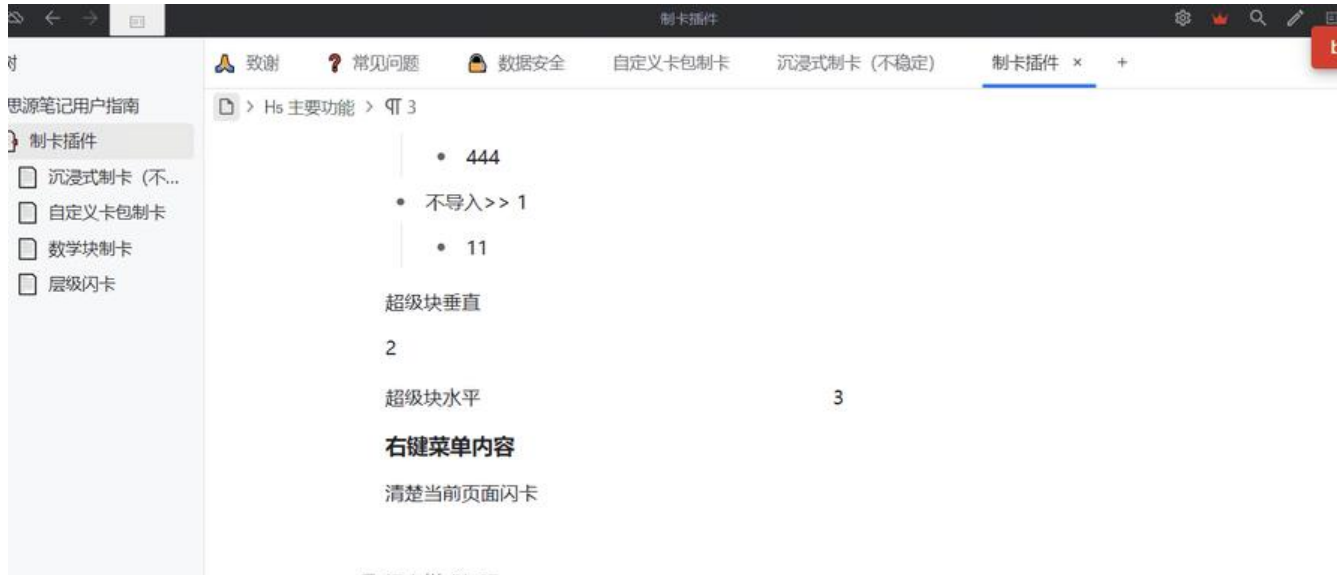 制卡插件
致谢
常见问题
数据安全
自定义卡包制卡
沉浸式制卡（不稳定）
制卡插件 × +
思源笔记用户指南
制卡插件
沉浸式制卡（不...
自定义卡包制卡
数学块制卡
层级闪卡
> H5 主要功能 > ¶ 3
• 444
• 不导入>> 1
• 11
超级块垂直
2
超级块水平 3
右键菜单内容
清楚当前页面闪卡